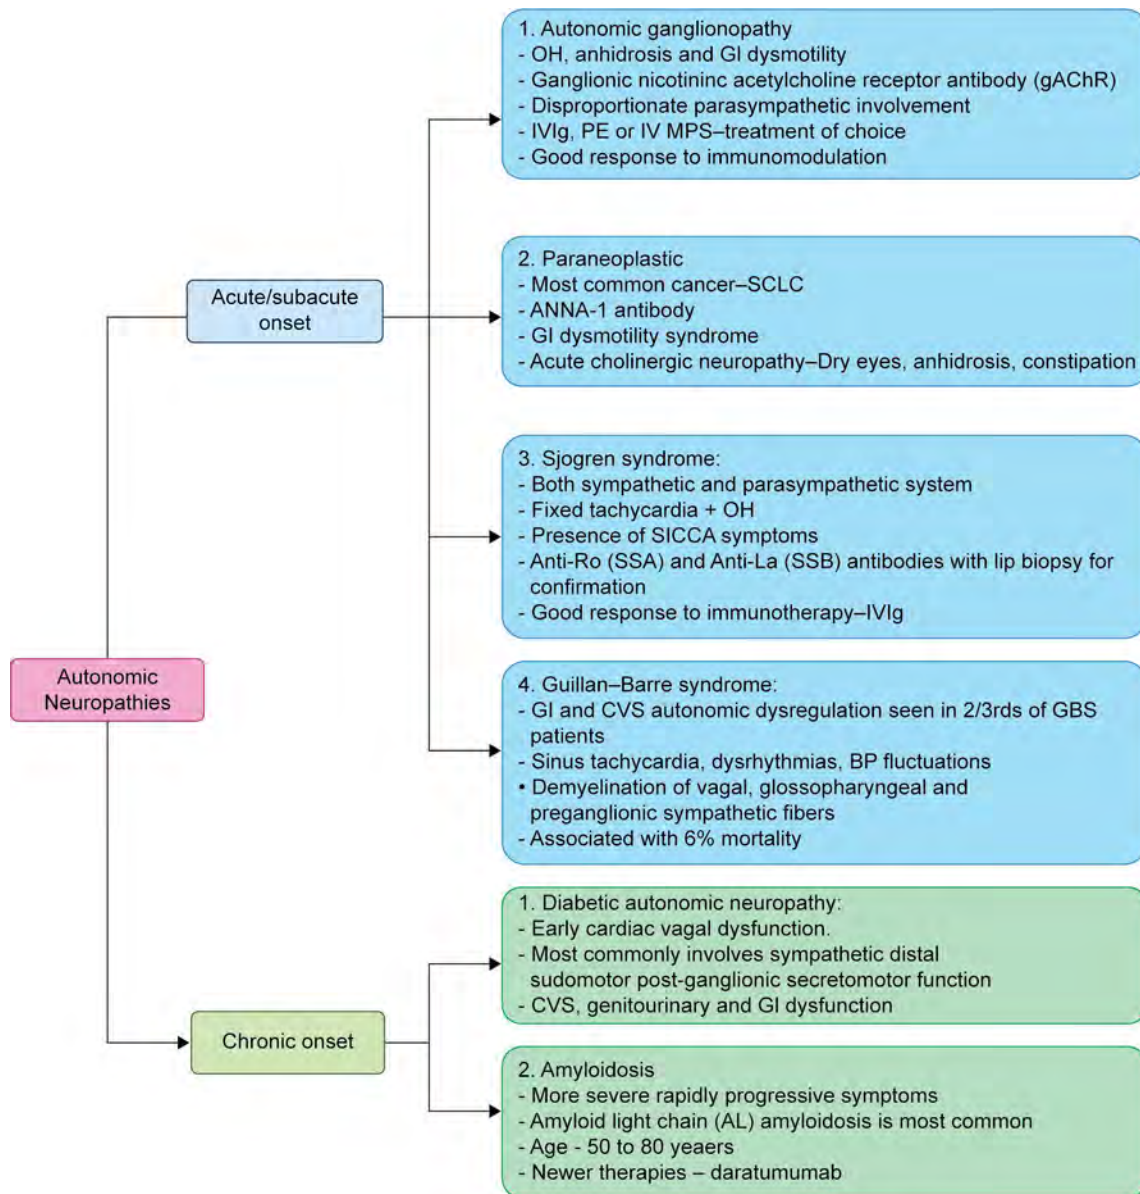 1. Autonomic ganglionopathy
- OH, anhidrosis and GI dysmotility
- Ganglionic nicotininc acetylcholine receptor antibody (gAChR)
- Disproportionate parasympathetic involvement
- IVIg, PE or IV MPS–treatment of choice
- Good response to immunomodulation
2. Paraneoplastic
- Most common cancer–SCLC
- ANNA-1 antibody
- GI dysmotility syndrome
- Acute cholinergic neuropathy–Dry eyes, anhidrosis, constipation
Acute/subacute
onset
3. Sjogren syndrome:
- Both sympathetic and parasympathetic system
- Fixed tachycardia + OH
- Presence of SICCA symptoms
- Anti-Ro (SSA) and Anti-La (SSB) antibodies with lip biopsy for
confirmation
- Good response to immunotherapy–IVIg
Autonomic
Neuropathies
4. Guillan–Barre syndrome:
- GI and CVS autonomic dysregulation seen in 2/3rds of GBS
patients
- Sinus tachycardia, dysrhythmias, BP fluctuations
• Demyelination of vagal, glossopharyngeal and
preganglionic sympathetic fibers
- Associated with 6% mortality
1. Diabetic autonomic neuropathy:
- Early cardiac vagal dysfunction.
- Most commonly involves sympathetic distal
sudomotor post-ganglionic secretomotor function
- CVS, genitourinary and GI dysfunction
Chronic onset
2. Amyloidosis
- More severe rapidly progressive symptoms
- Amyloid light chain (AL) amyloidosis is most common
- Age - 50 to 80 yeaers
- Newer therapies – daratumumab